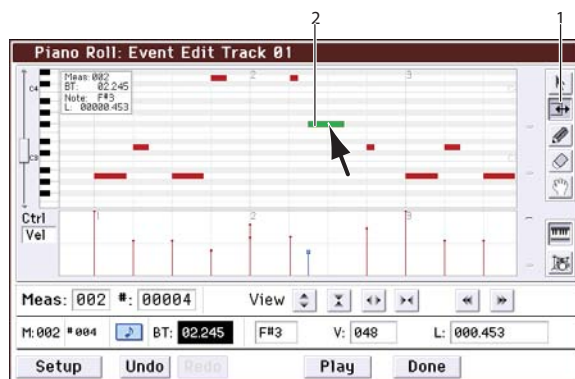 2 1
Piano Roll: Event Edit Track 01
Meas: 002
BT: 02.245
Note: F#3
L: 00000.453
2 3
C4
C3
Ctrl 1 2 3
Vel
Meas: 002 #: 00004 View
M:002 #004 BT: 02.245 F#3 V: 048 L: 000.453
Setup Undo Redo Play Done